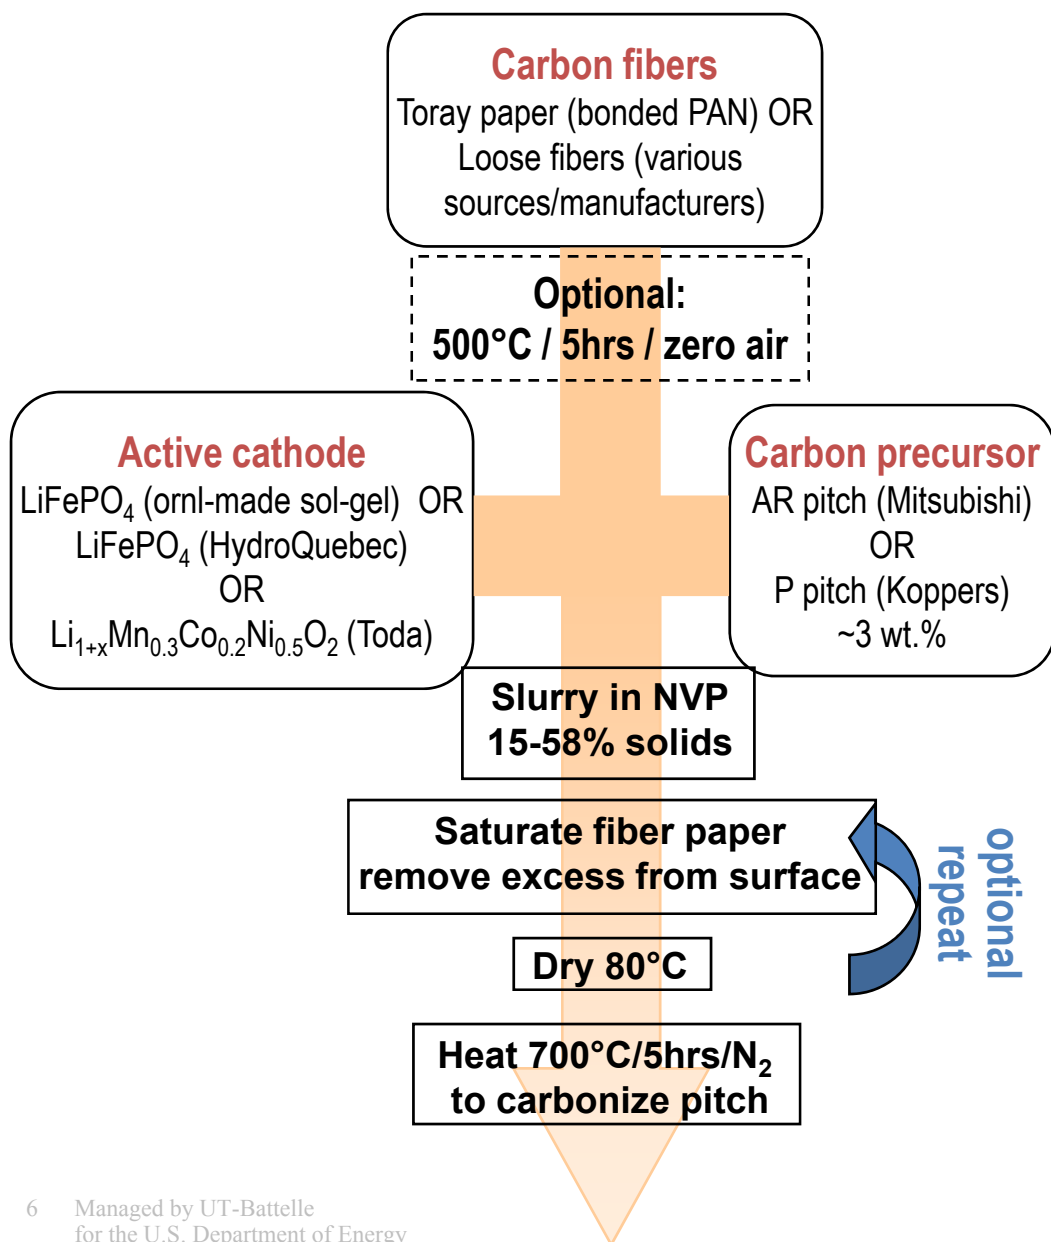 Carbon fibers
Toray paper (bonded PAN) OR
Loose fibers (various
sources/manufacturers)
Optional:
500°C / 5hrs / zero air
Active cathode
LiFePO₄ (ornl-made sol-gel) OR
LiFePO₄ (HydroQuebec)
OR
Li₁₊ₓMn₀.₃Co₀.₂Ni₀.₅O₂ (Toda)
Carbon precursor
AR pitch (Mitsubishi)
OR
P pitch (Koppers)
~3 wt.%
Slurry in NVP
15-58% solids
Saturate fiber paper
remove excess from surface
optional
repeat
Dry 80°C
Heat 700°C/5hrs/N₂
to carbonize pitch
6 Managed by UT-Battelle
for the U.S. Department of Energy